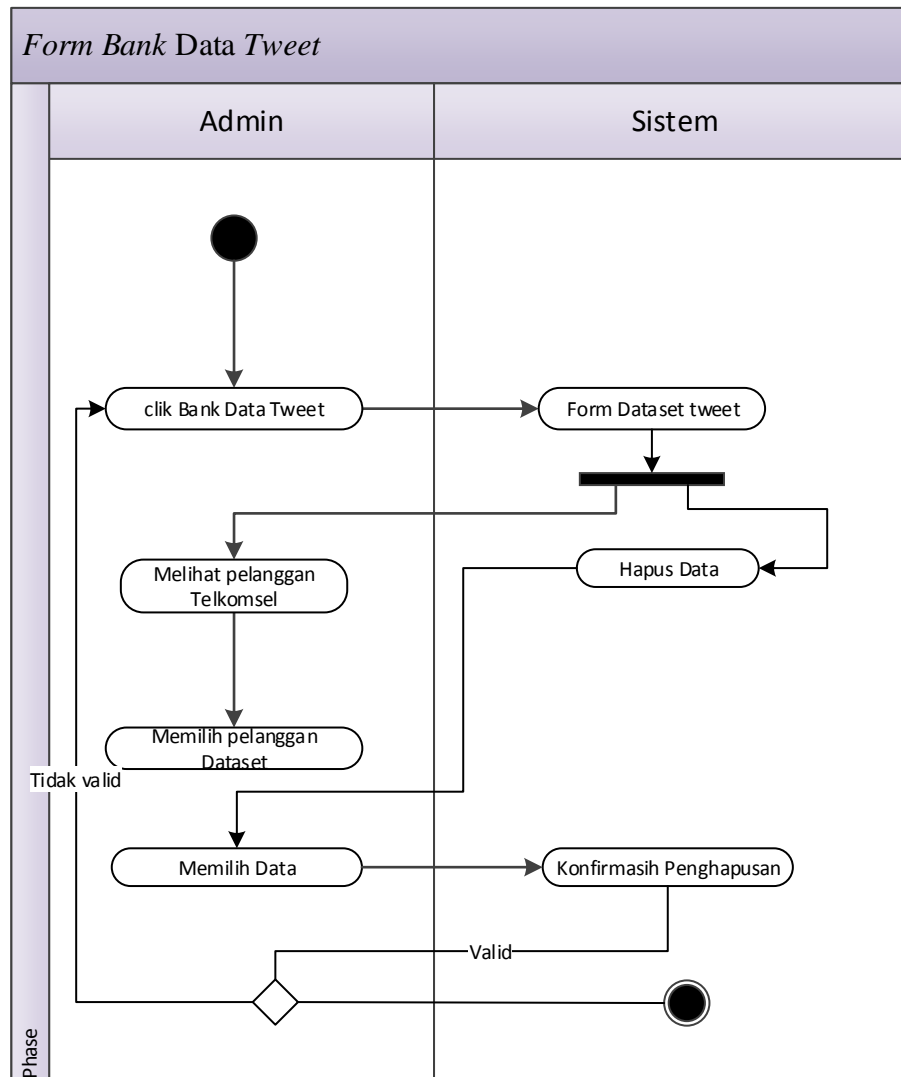 Form Bank Data Tweet
Admin
Sistem
clik Bank Data Tweet
Form Dataset tweet
Melihat pelanggan
Telkomsel
Hapus Data
Memilih pelanggan
Dataset
Tidak valid
Memilih Data
Konfirmasih Penghapusan
Valid
Phase